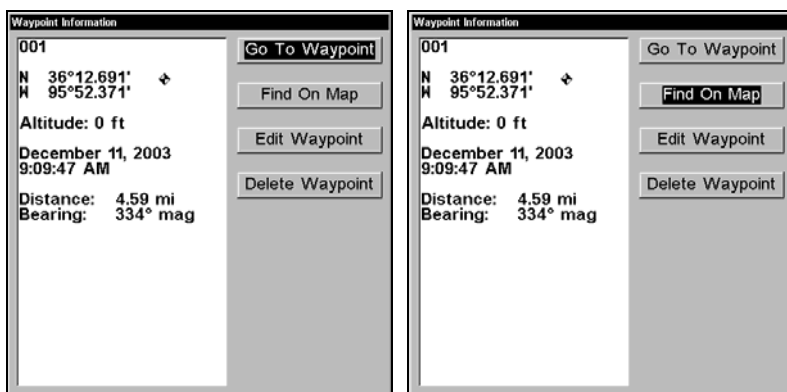 Waypoint Information
001
N 36°12.691'
W 95°52.371'
Altitude: 0 ft
December 11, 2003
9:09:47 AM
Distance: 4.59 mi
Bearing: 334° mag
Go To Waypoint
Find On Map
Edit Waypoint
Delete Waypoint
Waypoint Information
001
N 36°12.691'
W 95°52.371'
Altitude: 0 ft
December 11, 2003
9:09:47 AM
Distance: 4.59 mi
Bearing: 334° mag
Go To Waypoint
Find On Map
Edit Waypoint
Delete Waypoint